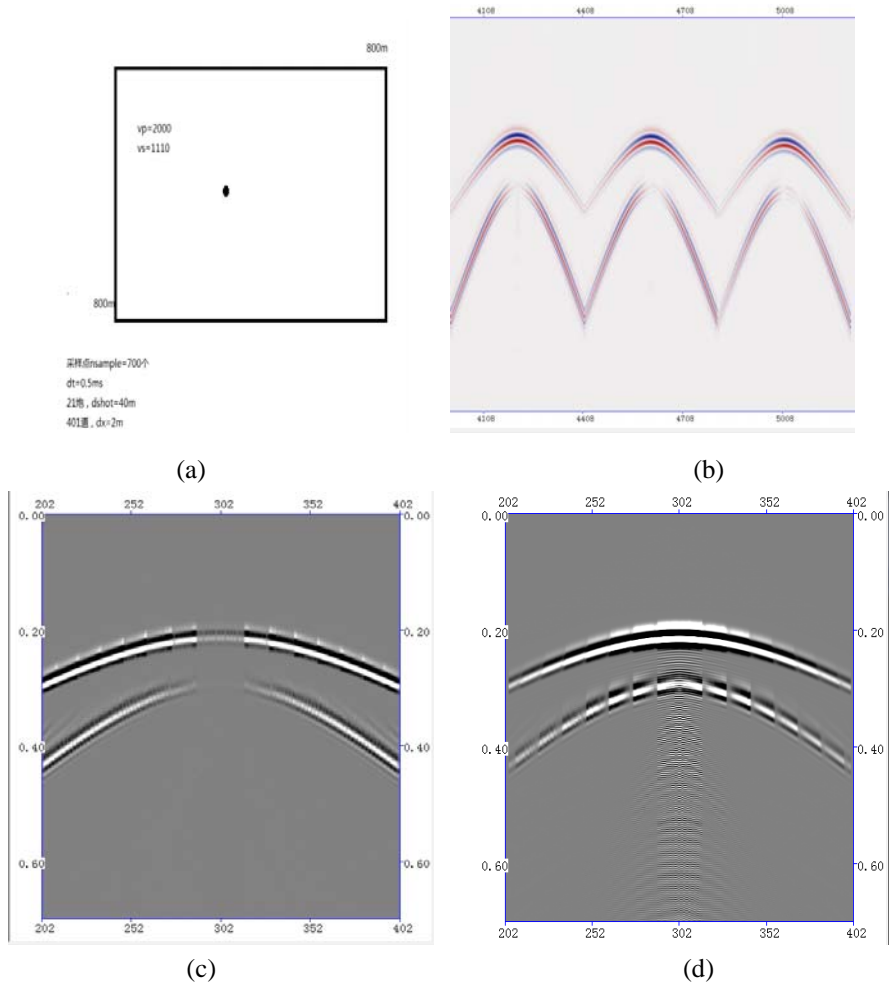 800m
vp=2000
vs=1110
800m
采样点nsample=700个
dt=0.5ms
21炮，dshot=40m
401道，dx=2m
(a)
4108 4408 4708 5008
4108 4408 4708 5008
(b)
202 252 302 352 402
0.00 0.00
0.20 0.20
0.40 0.40
0.60 0.60
202 252 302 352 402
(c)
202 252 302 352 402
0.00 0.00
0.20 0.20
0.40 0.40
0.60 0.60
202 252 302 352 402
(d)